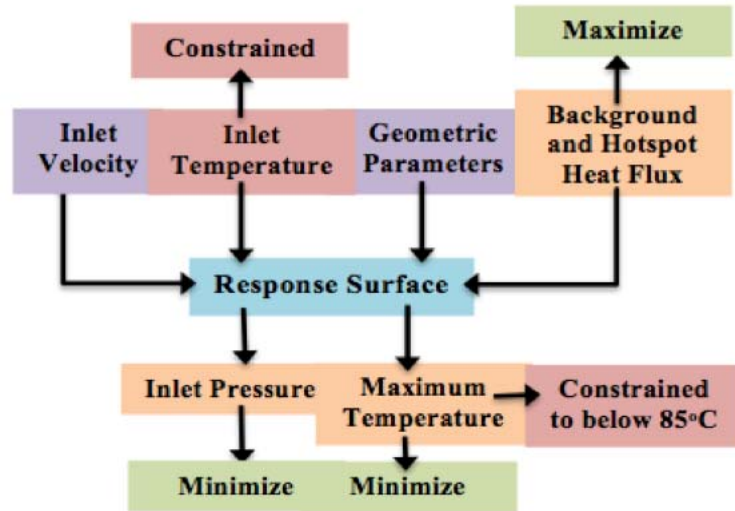 Constrained
Maximize
Inlet
Velocity
Inlet
Temperature
Geometric
Parameters
Background
and Hotspot
Heat Flux
Response Surface
Inlet Pressure
Maximum
Temperature
Constrained
to below 85°C
Minimize
Minimize